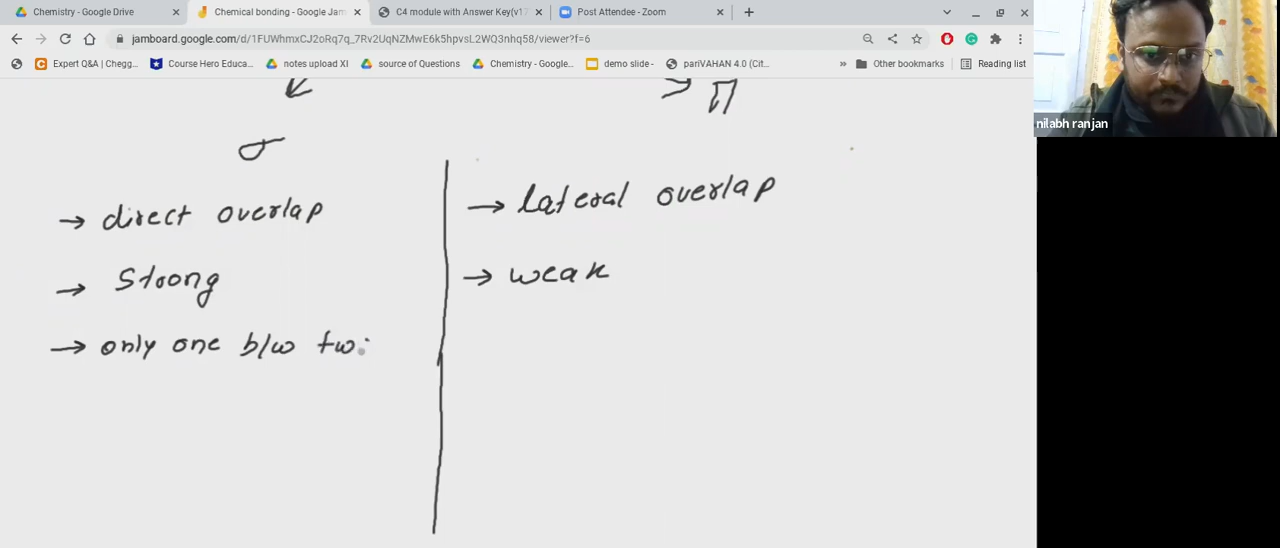 Chemistry - Google Drive
Chemical bonding - Google Jam
C4 module with Answer Key(v17
Post Attendee - Zoom
jamboard.google.com/d/1FUWhmxCJ2oRq7q_7Rv2UqNZMwE6k5hpvsL2WQ3nhq58/viewer?f=6
Expert Q&A | Chegg...
Course Hero Educa...
notes upload XI
source of Questions
Chemistry - Google...
demo slide -
pariVAHAN 4.0 (Cit...
»
Other bookmarks
Reading list
nilabh ranjan
σ
π
→ direct overlap
→ lateral overlap
→ Strong
→ weak
→ only one b/w two